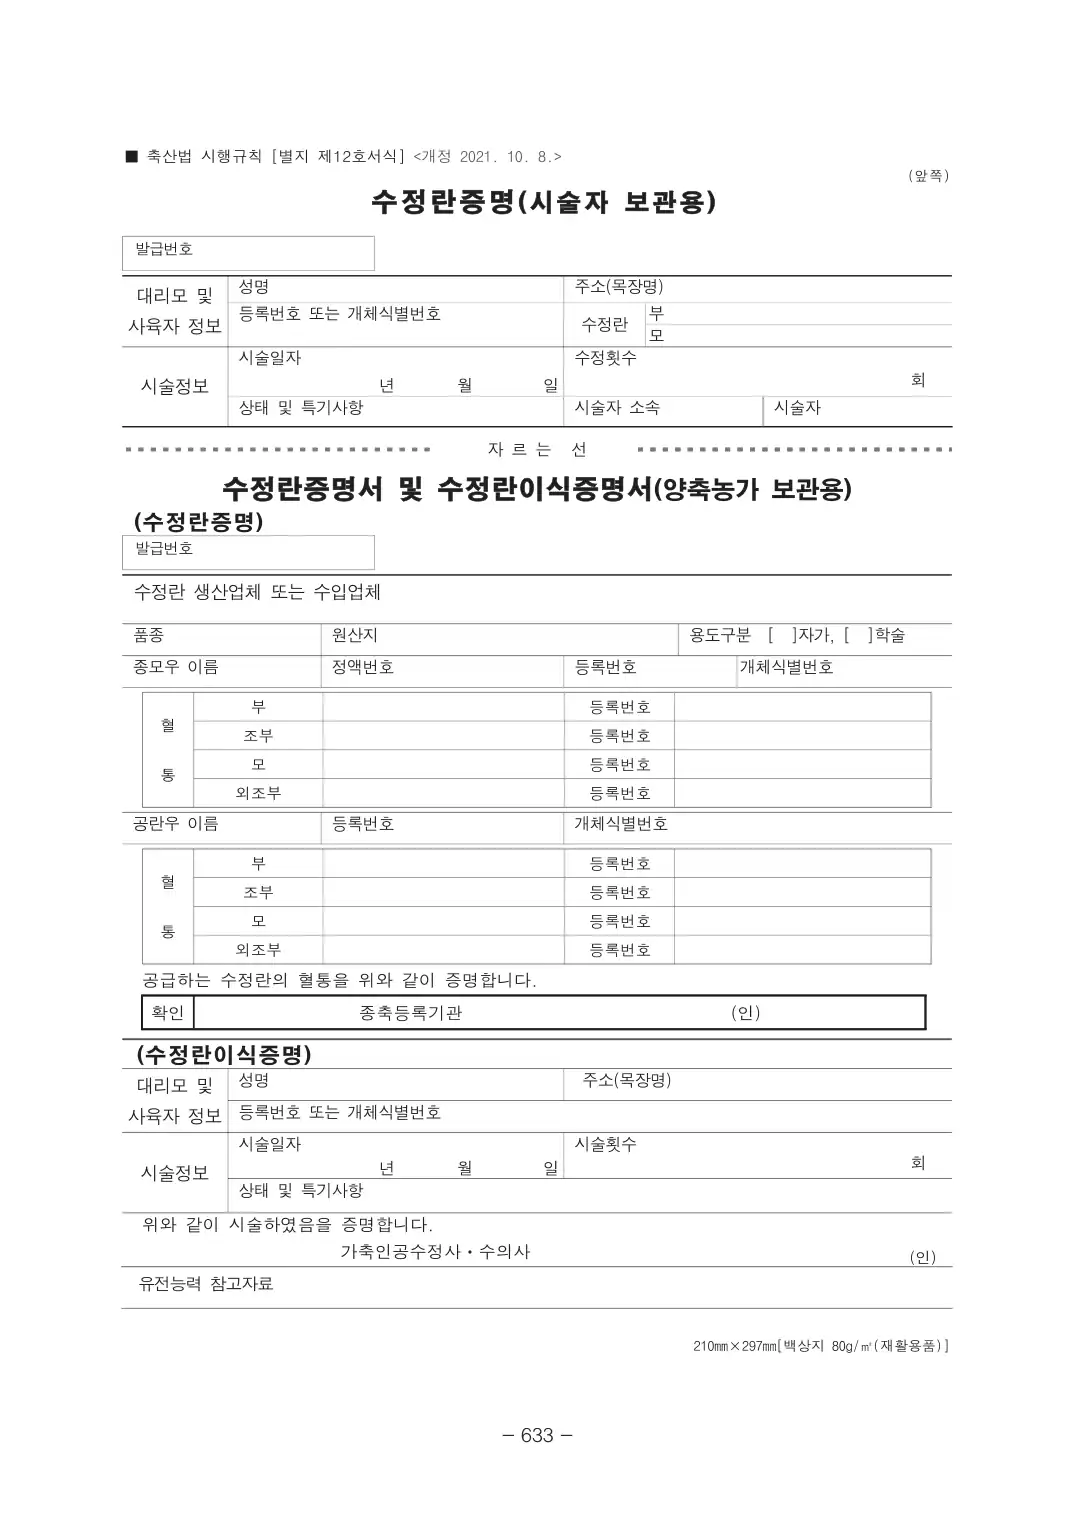 ■ 축산법 시행규칙 [별지 제12호서식] <개정 2021. 10. 8.>
(앞쪽)
수정란증명(시술자 보관용)
발급번호
대리모 및 사육자 정보
성명
주소(목장명)
등록번호 또는 개체식별번호
수정란
부
모
시술정보
시술일자
년 월 일
수정횟수
회
상태 및 특기사항
시술자 소속
시술자
자 르 는 선
수정란증명서 및 수정란이식증명서(양축농가 보관용)
(수정란증명)
발급번호
수정란 생산업체 또는 수입업체
품종 원산지 용도구분 [ ]자가, [ ]학술
종모우 이름 정액번호 등록번호 개체식별번호
혈통
부 등록번호
조부 등록번호
모 등록번호
외조부 등록번호
공란우 이름 등록번호 개체식별번호
혈통
부 등록번호
조부 등록번호
모 등록번호
외조부 등록번호
공급하는 수정란의 혈통을 위와 같이 증명합니다.
확인 종축등록기관 (인)
(수정란이식증명)
대리모 및 사육자 정보
성명
주소(목장명)
등록번호 또는 개체식별번호
시술정보
시술일자
년 월 일
시술횟수
회
상태 및 특기사항
위와 같이 시술하였음을 증명합니다.
가축인공수정사・수의사 (인)
유전능력 참고자료
210㎜×297㎜[백상지 80g/㎡(재활용품)]
- 633 -